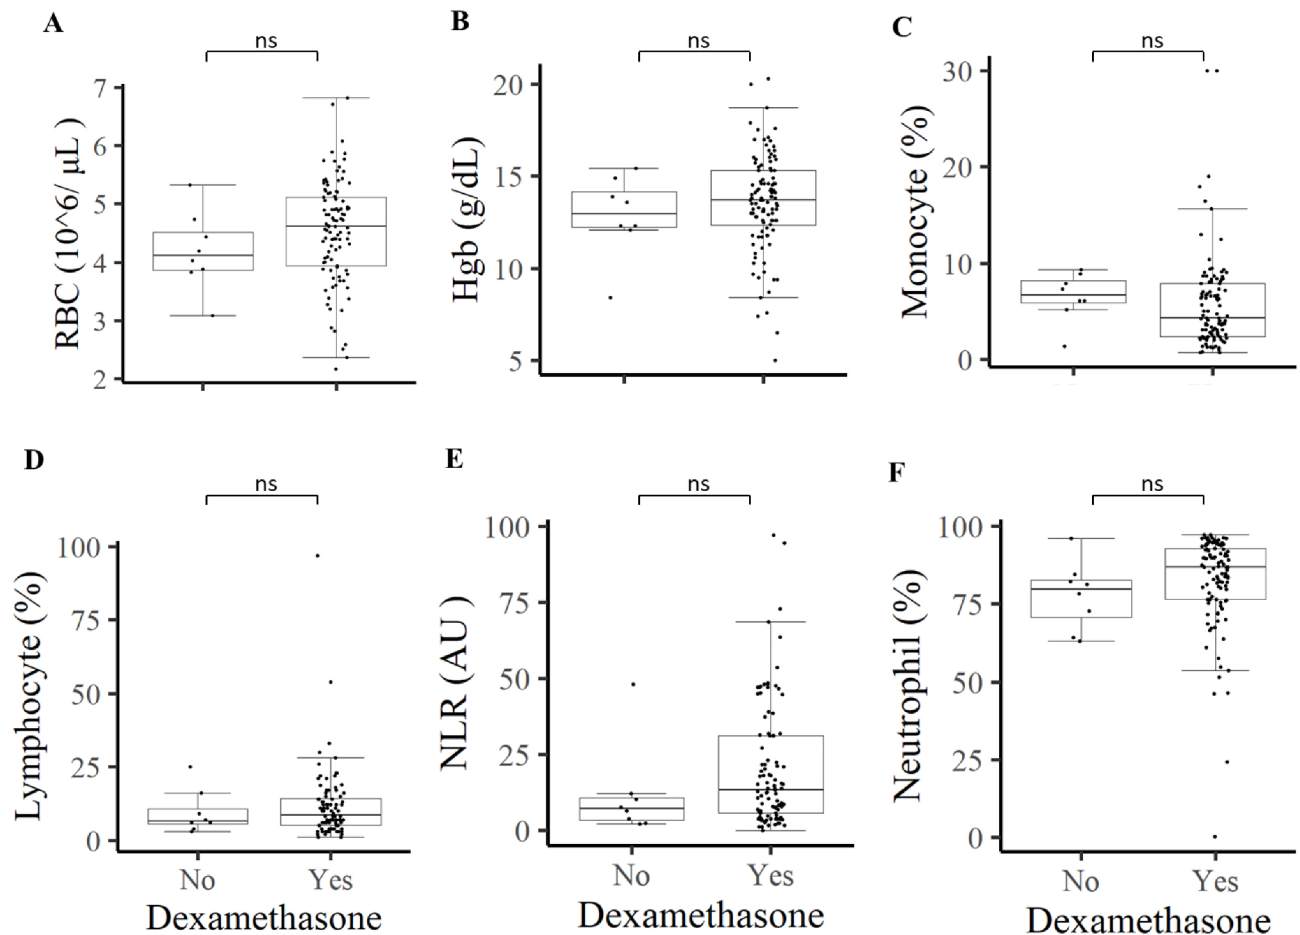 A
ns
RBC (10^6/ µL )
7
6
5
4
3
2
B
ns
Hgb (g/dL)
20
15
10
5
C
ns
Monocyte (%)
30
20
10
0
D
ns
Lymphocyte (%)
100
75
50
25
0
No Yes
Dexamethasone
E
ns
NLR (AU )
100
75
50
25
0
No Yes
Dexamethasone
F
ns
Neutrophil (%)
100
75
50
25
0
No Yes
Dexamethasone